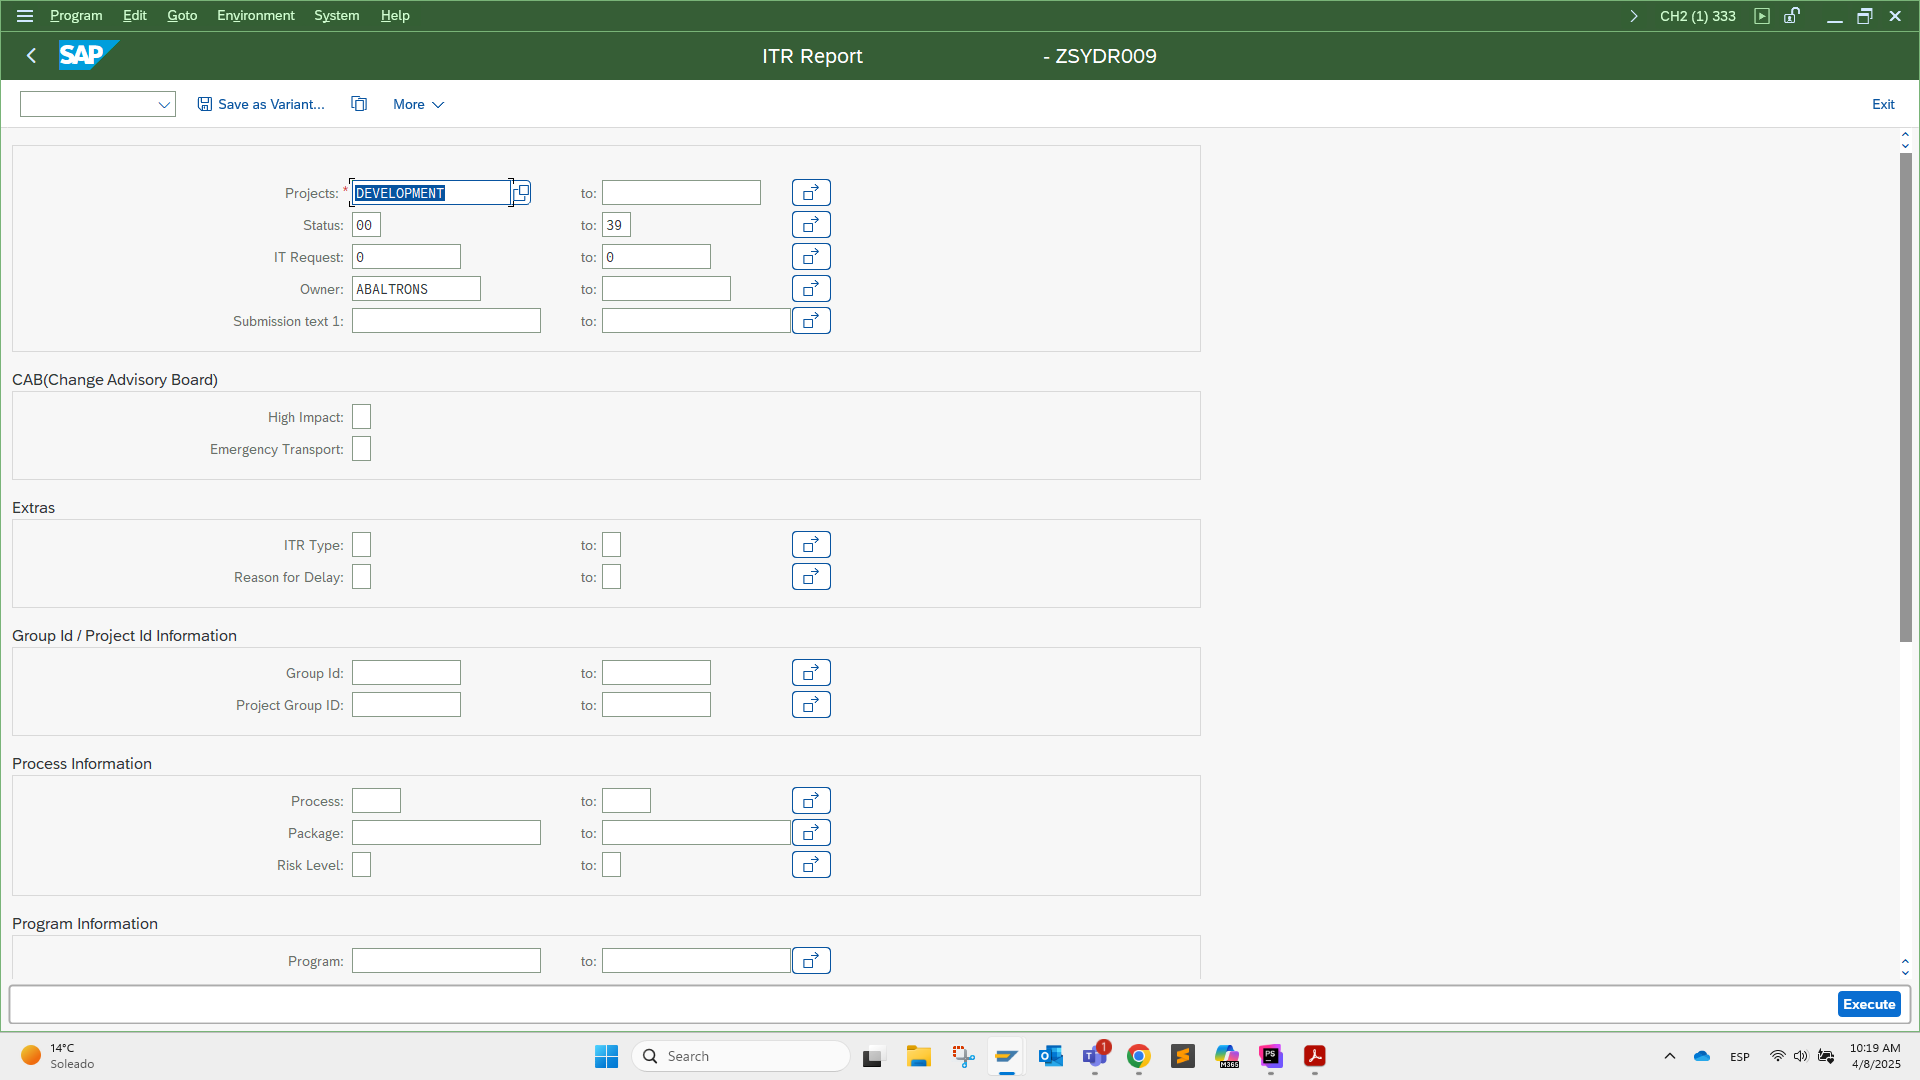 Program Edit Goto Environment System Help CH2 (1) 333
SAP ITR Report - ZSYDR009
Save as Variant... More Exit
Projects: * DEVELOPMENT to:
Status: 00 to: 39
IT Request: 0 to: 0
Owner: ABALTRONS to:
Submission text 1: to:
CAB(Change Advisory Board)
High Impact:
Emergency Transport:
Extras
ITR Type: to:
Reason for Delay: to:
Group Id / Project Id Information
Group Id: to:
Project Group ID: to:
Process Information
Process: to:
Package: to:
Risk Level: to:
Program Information
Program: to:
Execute
14°C
Soleado
Search
1
M365
PS
ESP
10:19 AM
4/8/2025